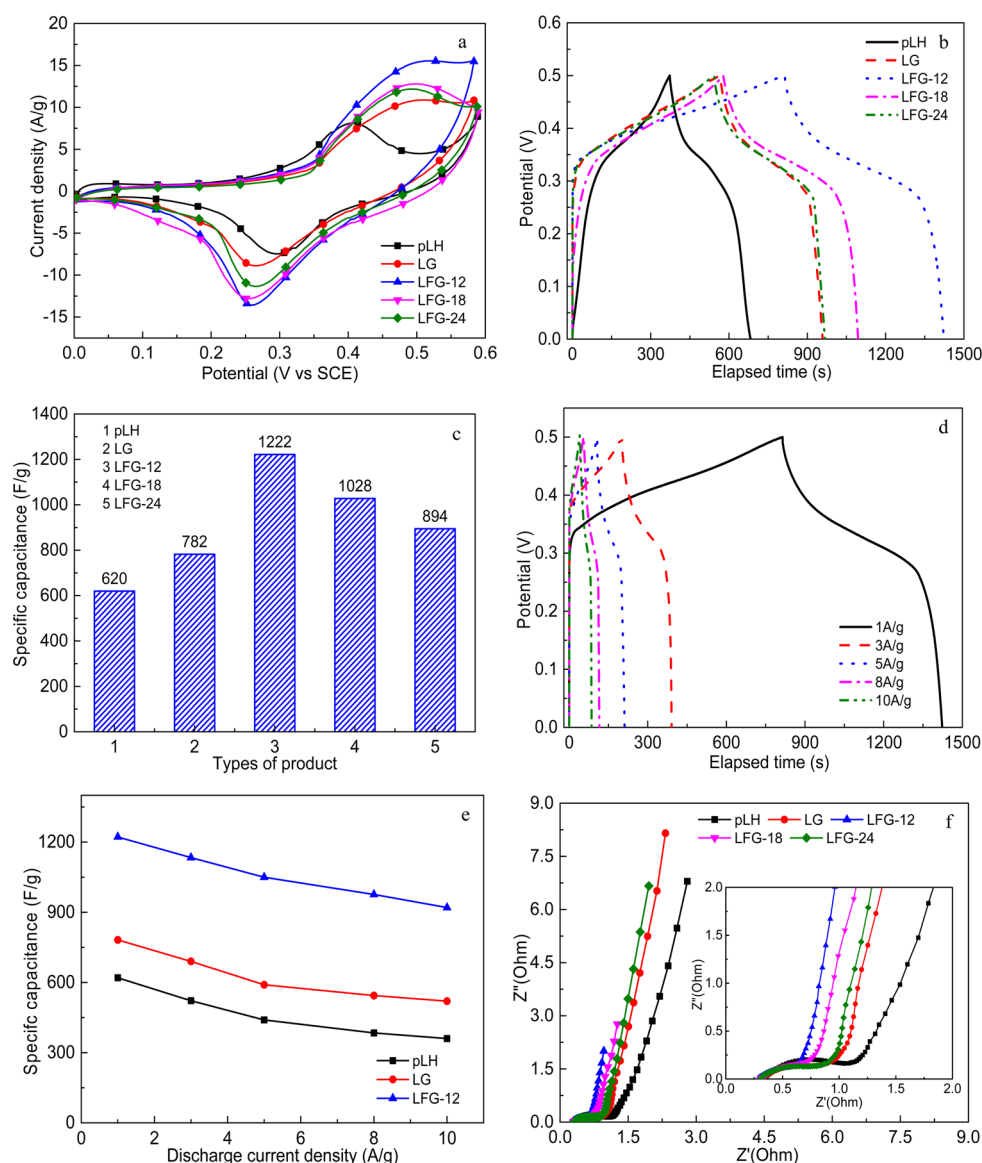 a
Current density (A/g)
20
15
10
5
0
-5
-10
-15
0.0 0.1 0.2 0.3 0.4 0.5 0.6
Potential (V vs SCE)
pLH
LG
LFG-12
LFG-18
LFG-24
b
Potential (V)
0.6
0.5
0.4
0.3
0.2
0.1
0.0
0 300 600 900 1200 1500
Elapsed time (s)
pLH
LG
LFG-12
LFG-18
LFG-24
c
Specific capacitance (F/g)
1400
1200
1000
800
600
400
200
0
1 pLH
2 LG
3 LFG-12
4 LFG-18
5 LFG-24
620
782
1222
1028
894
1 2 3 4 5
Types of product
d
Potential (V)
0.5
0.4
0.3
0.2
0.1
0.0
0 300 600 900 1200 1500
Elapsed time (s)
1A/g
3A/g
5A/g
8A/g
10A/g
e
Specifc capacitance (F/g)
1200
900
600
300
0
0 2 4 6 8 10
Discharge current density (A/g)
pLH
LG
LFG-12
f
Z"(Ohm)
9.0
7.5
6.0
4.5
3.0
1.5
0.0
0.0 1.5 3.0 4.5 6.0 7.5 9.0
Z'(Ohm)
pLH LG LFG-12
LFG-18 LFG-24
Z"(Ohm)
2.0
1.5
1.0
0.5
0.0
0.0 0.5 1.0 1.5 2.0
Z'(Ohm)